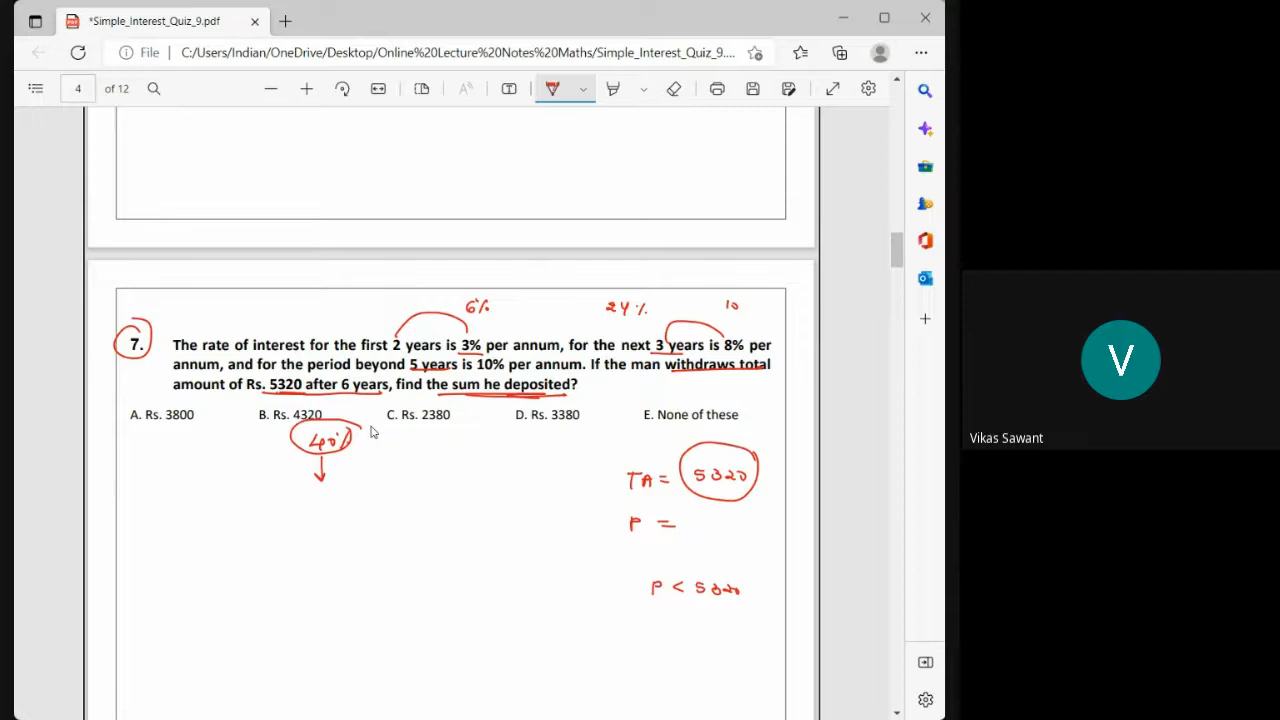 *Simple_Interest_Quiz_9.pdf
File C:/Users/Indian/OneDrive/Desktop/Online%20Lecture%20Notes%20Maths/Simple_Interest_Quiz_9....
4 of 12
6% 24% 10
7. The rate of interest for the first 2 years is 3% per annum, for the next 3 years is 8% per
annum, and for the period beyond 5 years is 10% per annum. If the man withdraws total
amount of Rs. 5320 after 6 years, find the sum he deposited?
A. Rs. 3800 B. Rs. 4320 C. Rs. 2380 D. Rs. 3380 E. None of these
40%
TA = 5320
P =
P < 5320
V
Vikas Sawant